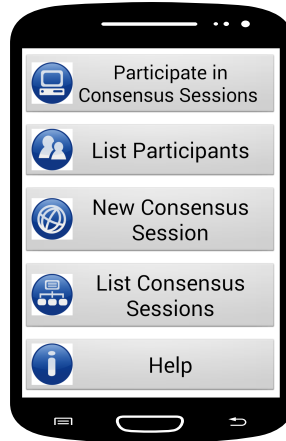 Participate in
Consensus Sessions
List Participants
New Consensus
Session
List Consensus
Sessions
Help